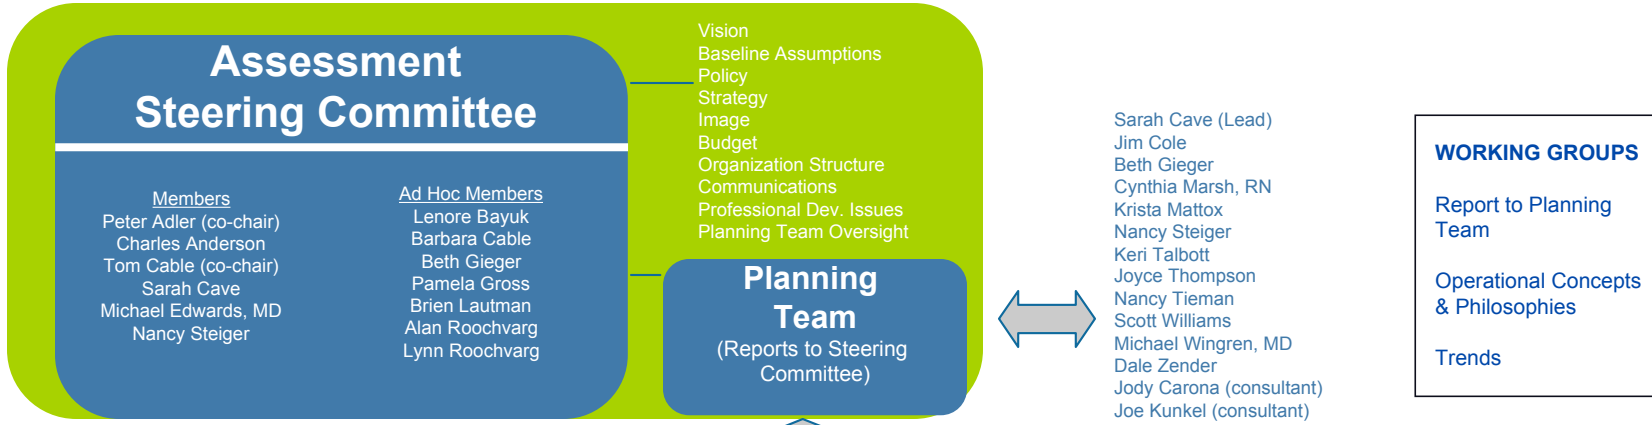 Assessment
Steering Committee
Members
Peter Adler (co-chair)
Charles Anderson
Tom Cable (co-chair)
Sarah Cave
Michael Edwards, MD
Nancy Steiger
Ad Hoc Members
Lenore Bayuk
Barbara Cable
Beth Gieger
Pamela Gross
Brien Lautman
Alan Roochvarg
Lynn Roochvarg
Vision
Baseline Assumptions
Policy
Strategy
Image
Budget
Organization Structure
Communications
Professional Dev. Issues
Planning Team Oversight
Planning
Team
(Reports to Steering
Committee)
Sarah Cave (Lead)
Jim Cole
Beth Gieger
Cynthia Marsh, RN
Krista Mattox
Nancy Steiger
Keri Talbott
Joyce Thompson
Nancy Tieman
Scott Williams
Michael Wingren, MD
Dale Zender
Jody Carona (consultant)
Joe Kunkel (consultant)
WORKING GROUPS
Report to Planning
Team
Operational Concepts
& Philosophies
Trends